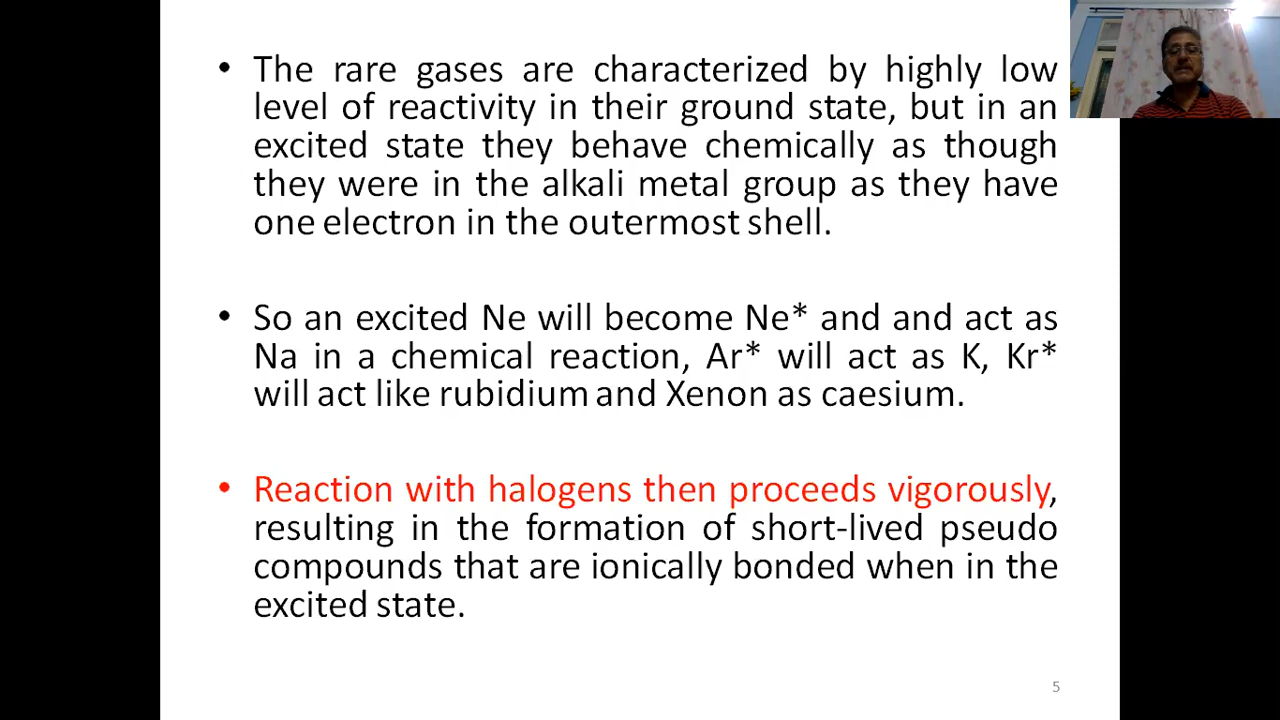 • The rare gases are characterized by highly low
level of reactivity in their ground state, but in an
excited state they behave chemically as though
they were in the alkali metal group as they have
one electron in the outermost shell.
• So an excited Ne will become Ne* and and act as
Na in a chemical reaction, Ar* will act as K, Kr*
will act like rubidium and Xenon as caesium.
• Reaction with halogens then proceeds vigorously,
resulting in the formation of short-lived pseudo
compounds that are ionically bonded when in the
excited state.
5